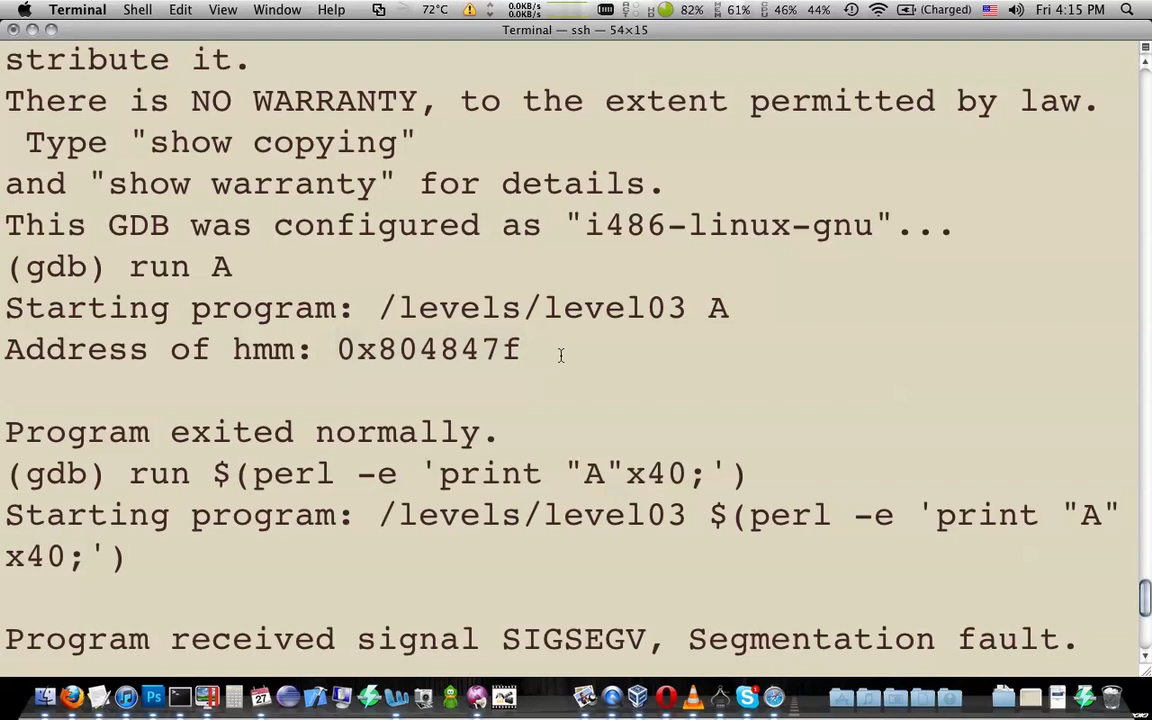 Terminal Shell Edit View Window Help 72°C 0.0KB/s 0.0KB/s 82% 61% 46% 44% (Charged) Fri 4:15 PM
Terminal — ssh — 54×15
stribute it.
There is NO WARRANTY, to the extent permitted by law.
 Type "show copying"
and "show warranty" for details.
This GDB was configured as "i486-linux-gnu"...
(gdb) run A
Starting program: /levels/level03 A
Address of hmm: 0x804847f
Program exited normally.
(gdb) run $(perl -e 'print "A"x40;')
Starting program: /levels/level03 $(perl -e 'print "A"
x40;')
Program received signal SIGSEGV, Segmentation fault.